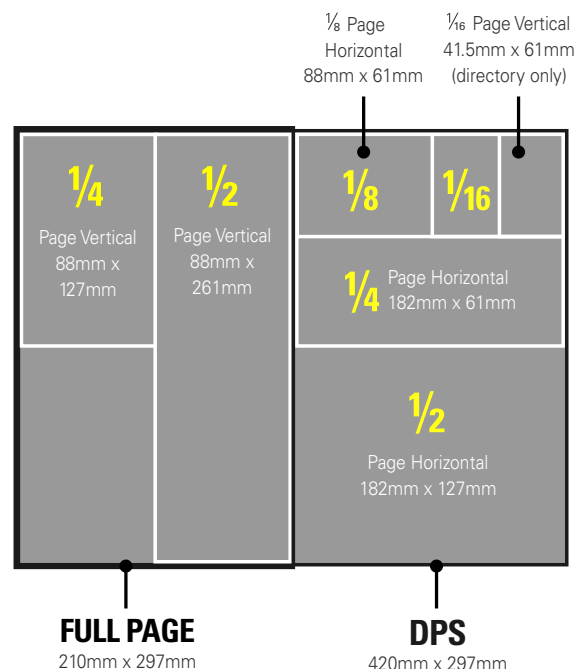 ⅛ Page
Horizontal
88mm x 61mm
1⁄16 Page Vertical
41.5mm x 61mm
(directory only)
1/4
Page Vertical
88mm x
127mm
1/2
Page Vertical
88mm x
261mm
1/8
1/16
1/4
Page Horizontal
182mm x 61mm
1/2
Page Horizontal
182mm x 127mm
FULL PAGE
210mm x 297mm
DPS
420mm x 297mm